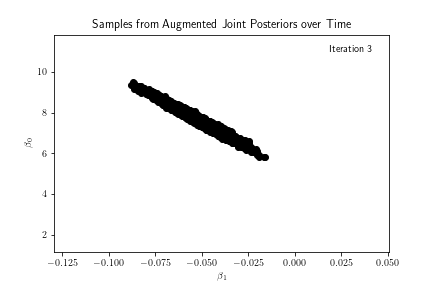 Samples from Augmented Joint Posteriors over Time
Iteration 3
10
8
6
4
2
β₀
−0.125 −0.100 −0.075 −0.050 −0.025 0.000 0.025 0.050
β₁